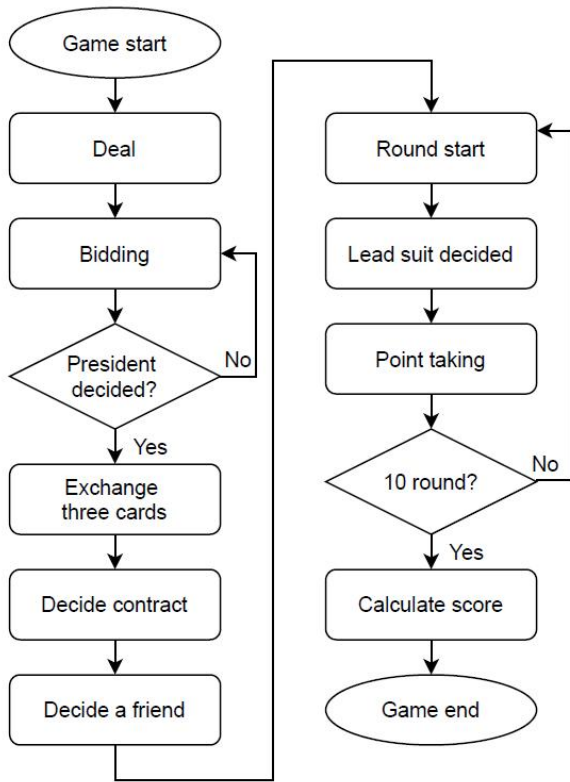 Game start
Deal
Bidding
President
decided?
No
Yes
Exchange
three cards
Decide contract
Decide a friend
Round start
Lead suit decided
Point taking
10 round?
No
Yes
Calculate score
Game end